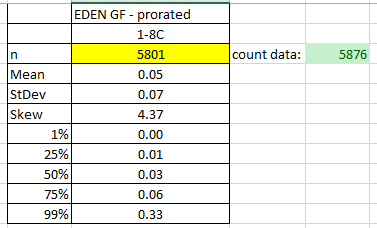 EDEN GF - prorated
1-8C
n 5801 count data: 5876
Mean 0.05
StDev 0.07
Skew 4.37
1% 0.00
25% 0.01
50% 0.03
75% 0.06
99% 0.33